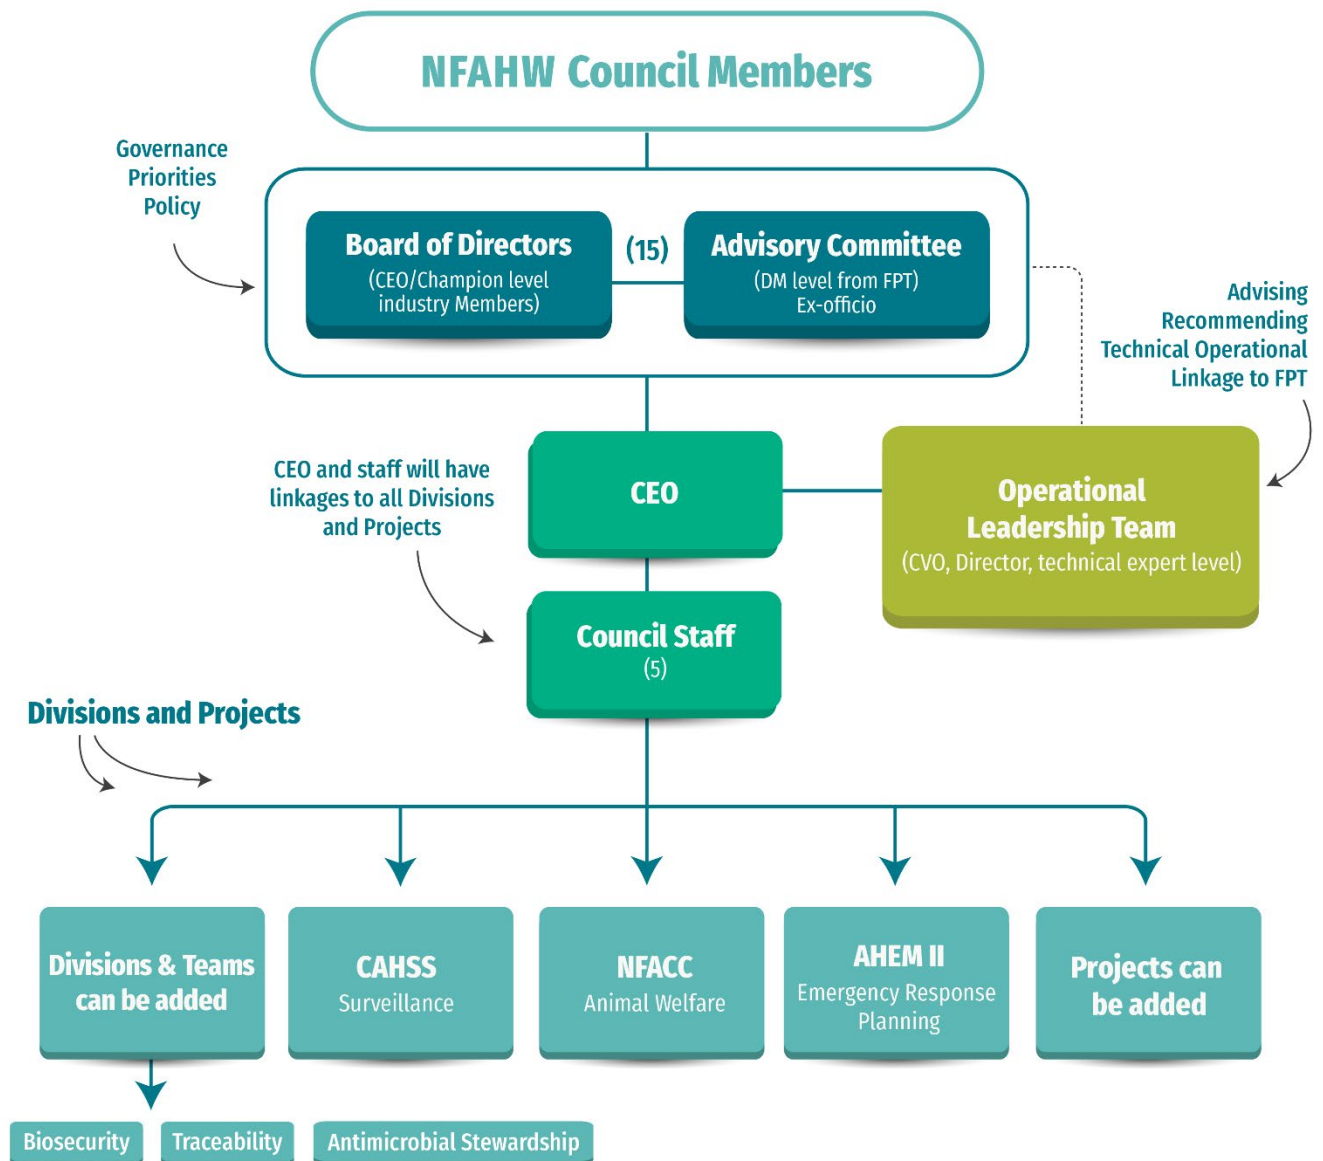 NFAHW Council Members
Governance
Priorities
Policy
Board of Directors
(CEO/Champion level
industry Members)
(15)
Advisory Committee
(DM level from FPT)
Ex-officio
Advising
Recommending
Technical Operational
Linkage to FPT
CEO and staff will have
linkages to all Divisions
and Projects
CEO
Operational
Leadership Team
(CVO, Director, technical expert level)
Council Staff
(5)
Divisions and Projects
Divisions & Teams
can be added
CAHSS
Surveillance
NFACC
Animal Welfare
AHEM II
Emergency Response
Planning
Projects can
be added
Biosecurity
Traceability
Antimicrobial Stewardship